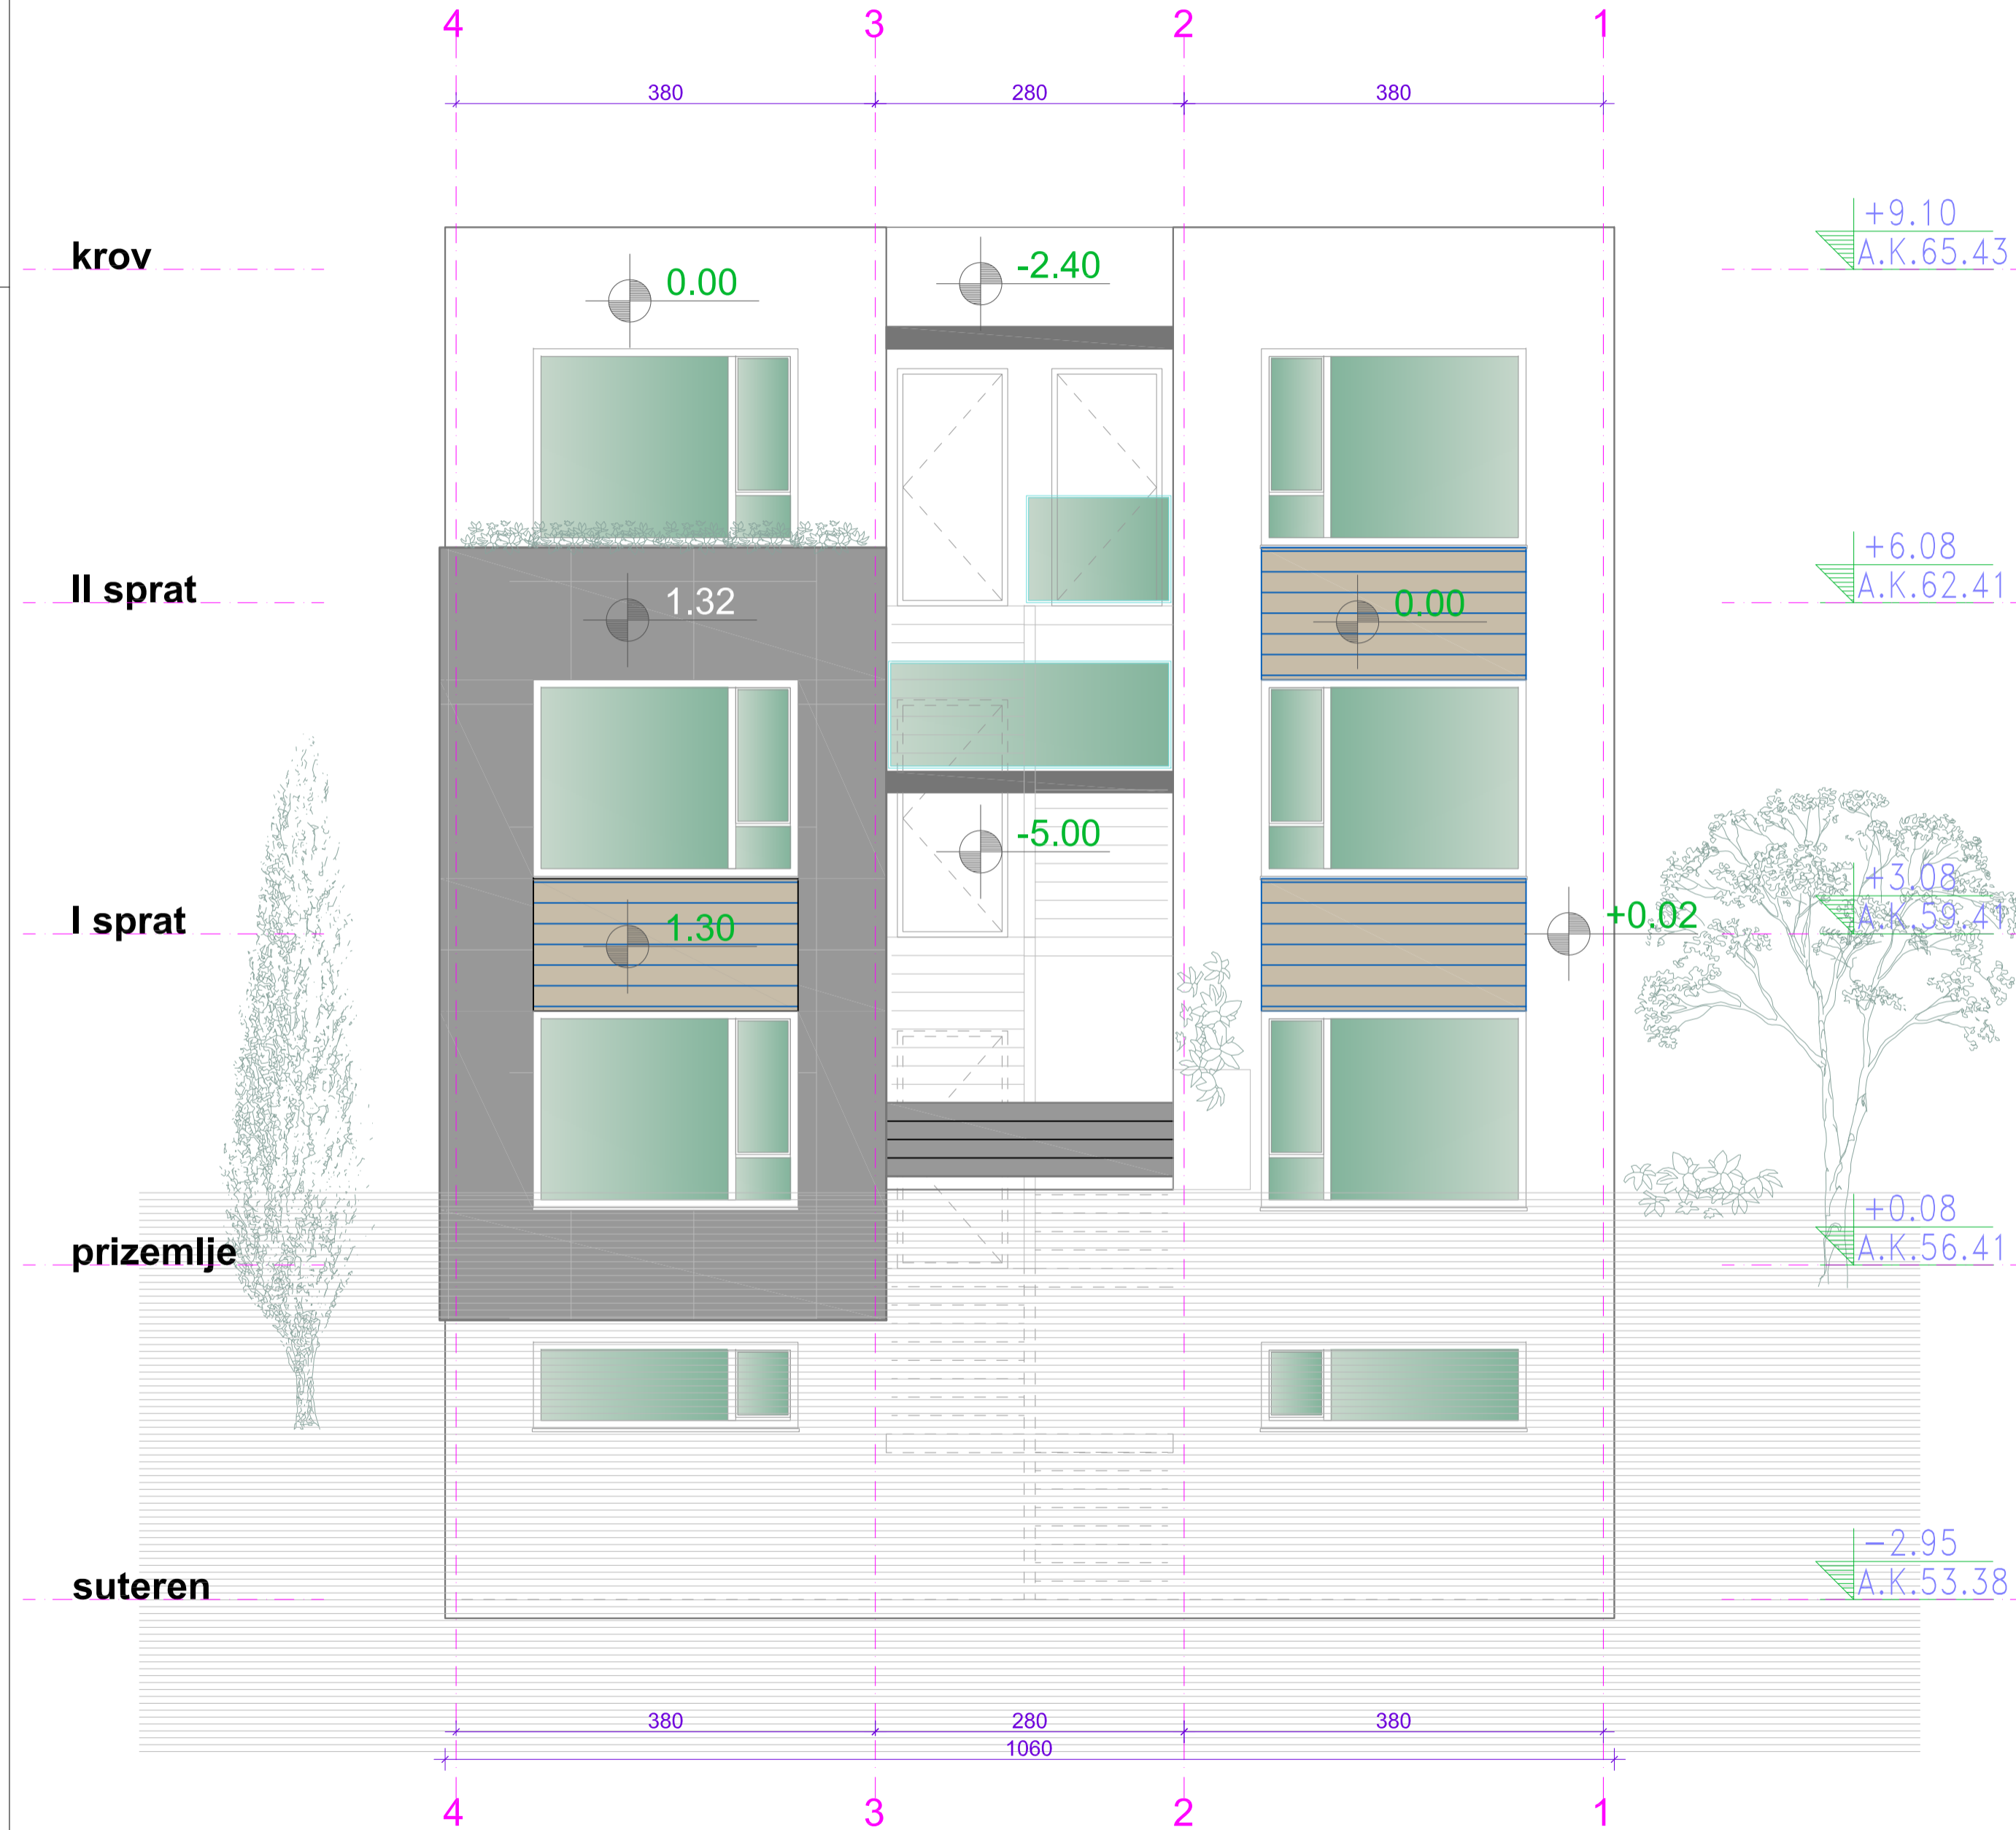 4 3 2 1
380 280 380
+9.10
krov
A.K.65.43
0.00
-2.40
+6.08
II sprat
A.K.62.41
1.32
0.00
-5.00
+3.08
I sprat
1.30
+0.02
A.K.59.41
+0.08
prizemlje
A.K.56.41
-2.95
suteren
A.K.53.38
380 280 380
1060
4 3 2 1